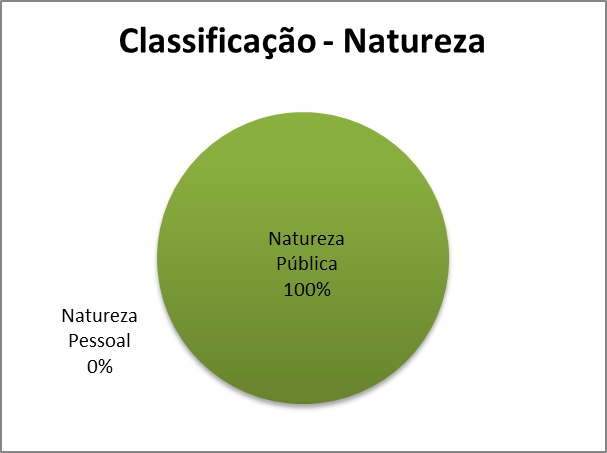 Classificação - Natureza
Natureza
Pública
100%
Natureza
Pessoal
0%